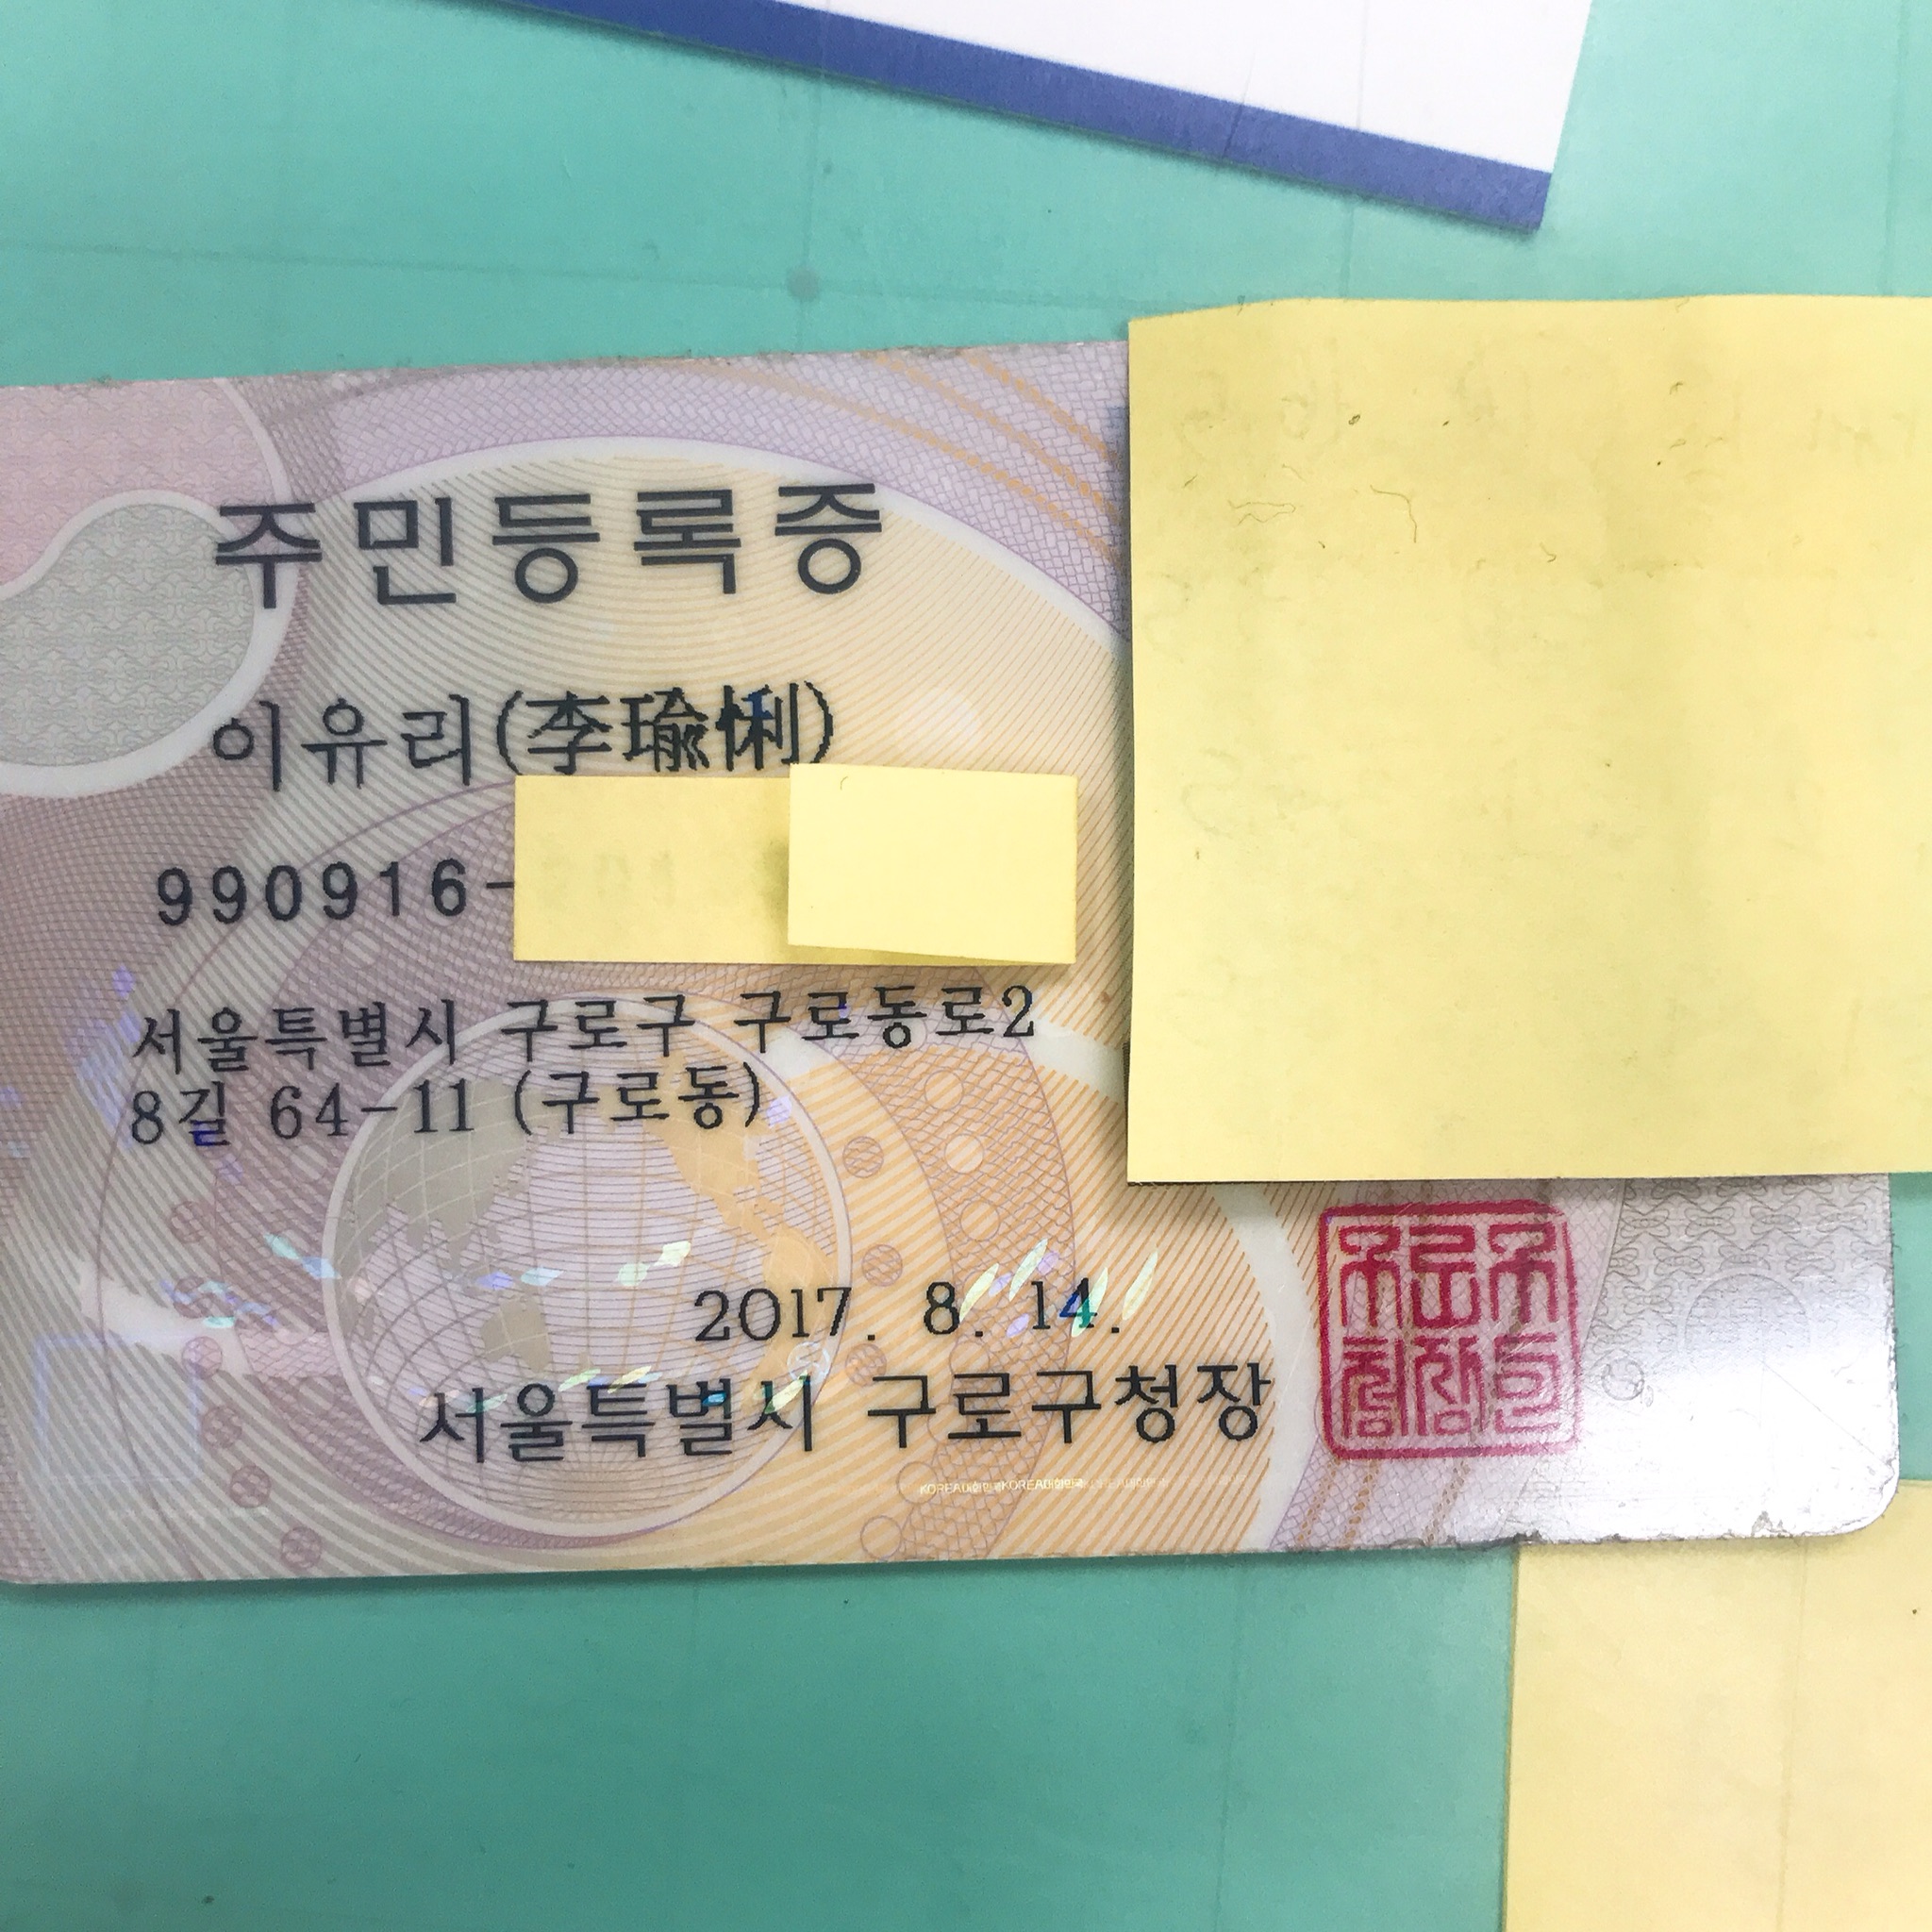 주민등록증
이유리(李瑜悧)
990916-
서울특별시 구로구 구로동로2
8길 64-11 (구로동)
2017. 8. 14.
서울특별시 구로구청장